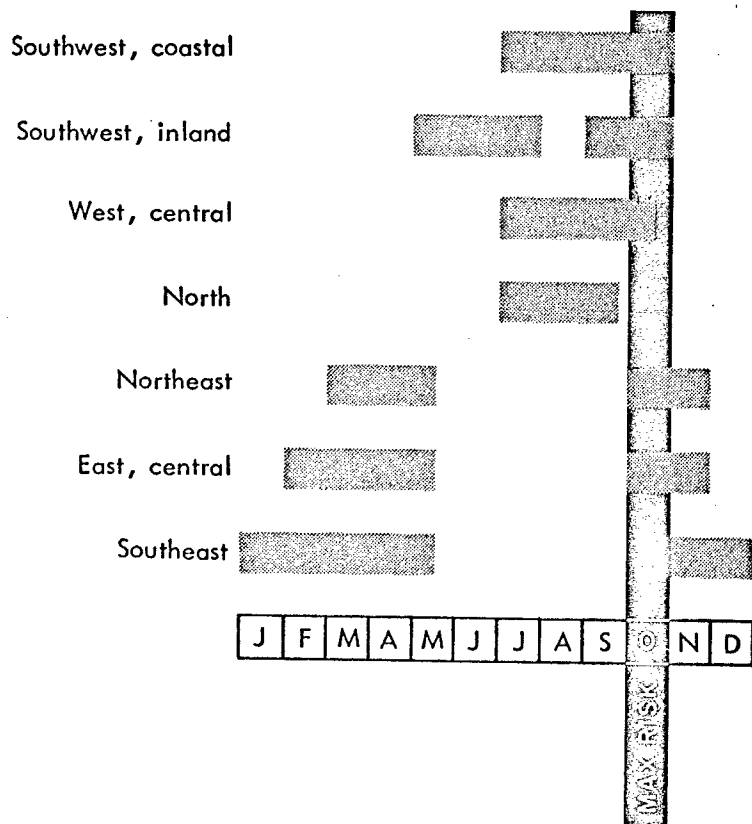 Southwest, coastal
Southwest, inland
West, central
North
Northeast
East, central
Southeast
J F M A M J J A S O N D
MAX RISK